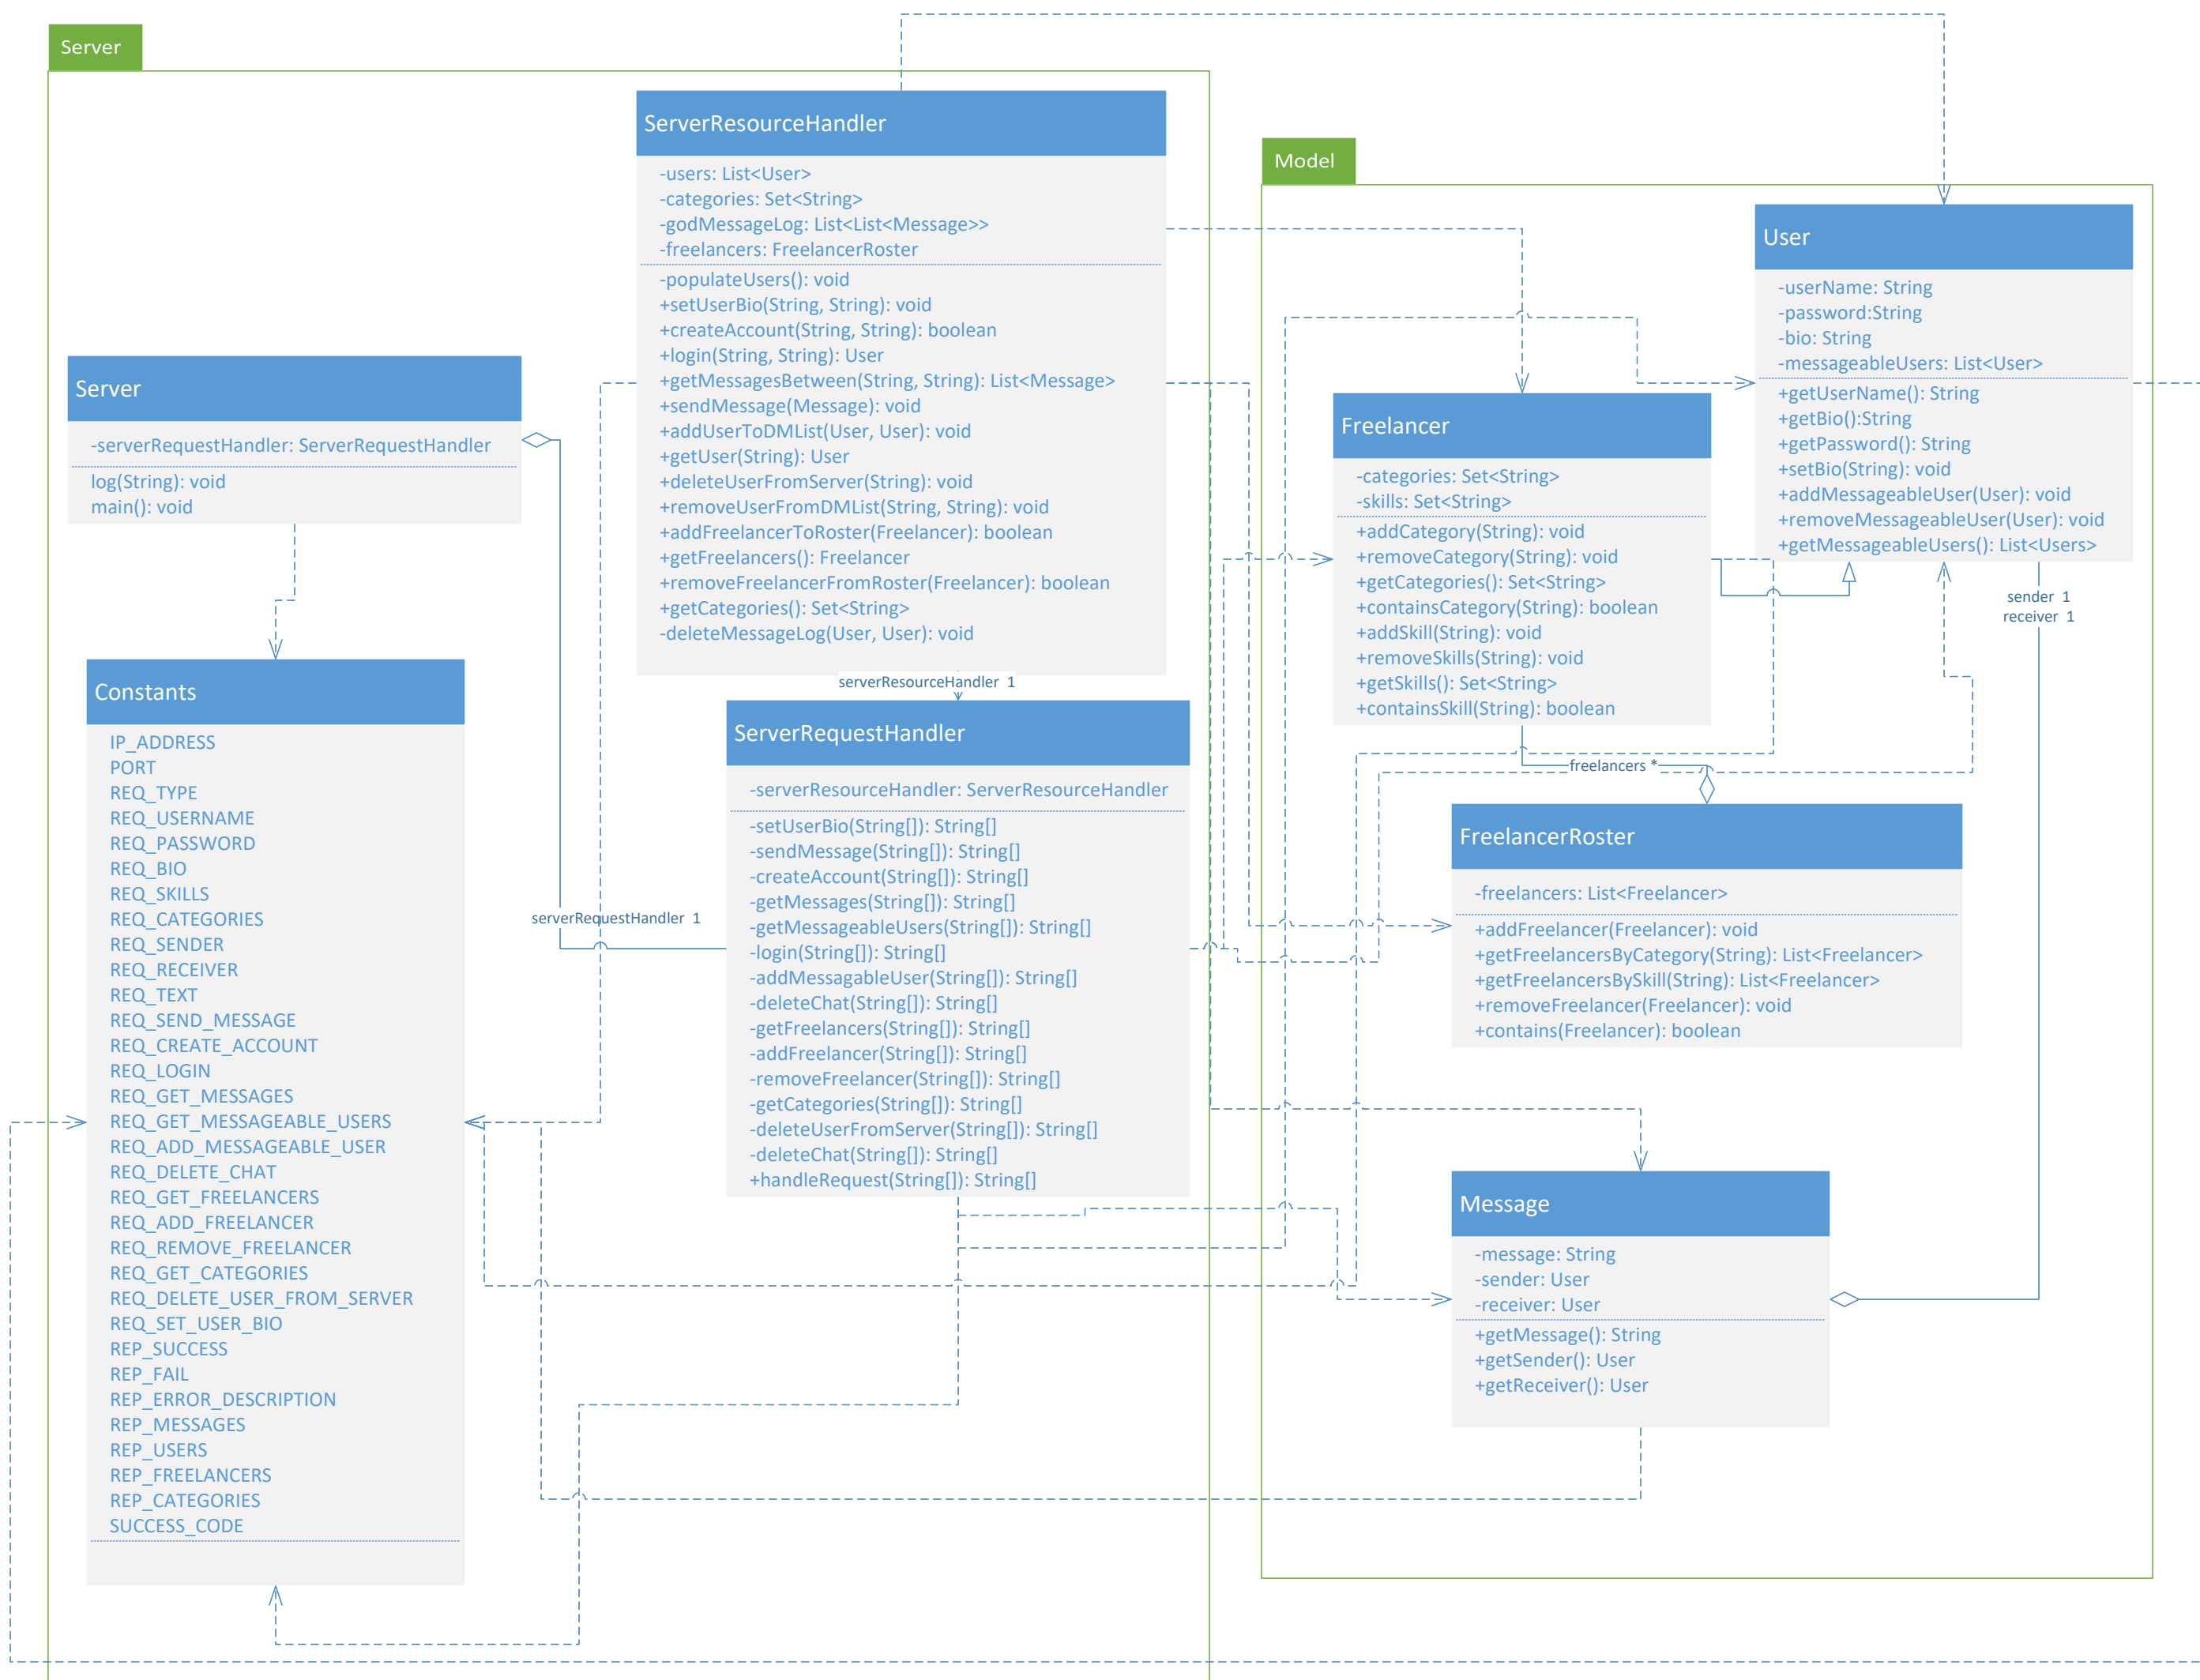 Server
ServerResourceHandler
-users: List<User>
-categories: Set<String>
-godMessageLog: List<List<Message>>
-freelancers: FreelancerRoster
-populateUsers(): void
+setUserBio(String, String): void
+createAccount(String, String): boolean
+login(String, String): User
+getMessagesBetween(String, String): List<Message>
+sendMessage(Message): void
+addUserToDMList(User, User): void
+getUser(String): User
+deleteUserFromServer(String): void
+removeUserFromDMList(String, String): void
+addFreelancerToRoster(Freelancer): boolean
+getFreelancers(): Freelancer
+removeFreelancerFromRoster(Freelancer): boolean
+getCategories(): Set<String>
-deleteMessageLog(User, User): void
Server
-serverRequestHandler: ServerRequestHandler
log(String): void
main(): void
Constants
IP_ADDRESS
PORT
REQ_TYPE
REQ_USERNAME
REQ_PASSWORD
REQ_BIO
REQ_SKILLS
REQ_CATEGORIES
REQ_SENDER
REQ_RECEIVER
REQ_TEXT
REQ_SEND_MESSAGE
REQ_CREATE_ACCOUNT
REQ_LOGIN
REQ_GET_MESSAGES
REQ_GET_MESSAGEABLE_USERS
REQ_ADD_MESSAGEABLE_USER
REQ_DELETE_CHAT
REQ_GET_FREELANCERS
REQ_ADD_FREELANCER
REQ_REMOVE_FREELANCER
REQ_GET_CATEGORIES
REQ_DELETE_USER_FROM_SERVER
REQ_SET_USER_BIO
REP_SUCCESS
REP_FAIL
REP_ERROR_DESCRIPTION
REP_MESSAGES
REP_USERS
REP_FREELANCERS
REP_CATEGORIES
SUCCESS_CODE
serverResourceHandler 1
serverRequestHandler 1
ServerRequestHandler
-serverResourceHandler: ServerResourceHandler
-setUserBio(String[]): String[]
-sendMessage(String[]): String[]
-createAccount(String[]): String[]
-getMessages(String[]): String[]
-getMessageableUsers(String[]): String[]
-login(String[]): String[]
-addMessagableUser(String[]): String[]
-deleteChat(String[]): String[]
-getFreelancers(String[]): String[]
-addFreelancer(String[]): String[]
-removeFreelancer(String[]): String[]
-getCategories(String[]): String[]
-deleteUserFromServer(String[]): String[]
-deleteChat(String[]): String[]
+handleRequest(String[]): String[]
Model
User
-userName: String
-password:String
-bio: String
-messageableUsers: List<User>
+getUserName(): String
+getBio():String
+getPassword(): String
+setBio(String): void
+addMessageableUser(User): void
+removeMessageableUser(User): void
+getMessageableUsers(): List<Users>
sender 1
receiver 1
Freelancer
-categories: Set<String>
-skills: Set<String>
+addCategory(String): void
+removeCategory(String): void
+getCategories(): Set<String>
+containsCategory(String): boolean
+addSkill(String): void
+removeSkills(String): void
+getSkills(): Set<String>
+containsSkill(String): boolean
freelancers *
FreelancerRoster
-freelancers: List<Freelancer>
+addFreelancer(Freelancer): void
+getFreelancersByCategory(String): List<Freelancer>
+getFreelancersBySkill(String): List<Freelancer>
+removeFreelancer(Freelancer): void
+contains(Freelancer): boolean
Message
-message: String
-sender: User
-receiver: User
+getMessage(): String
+getSender(): User
+getReceiver(): User